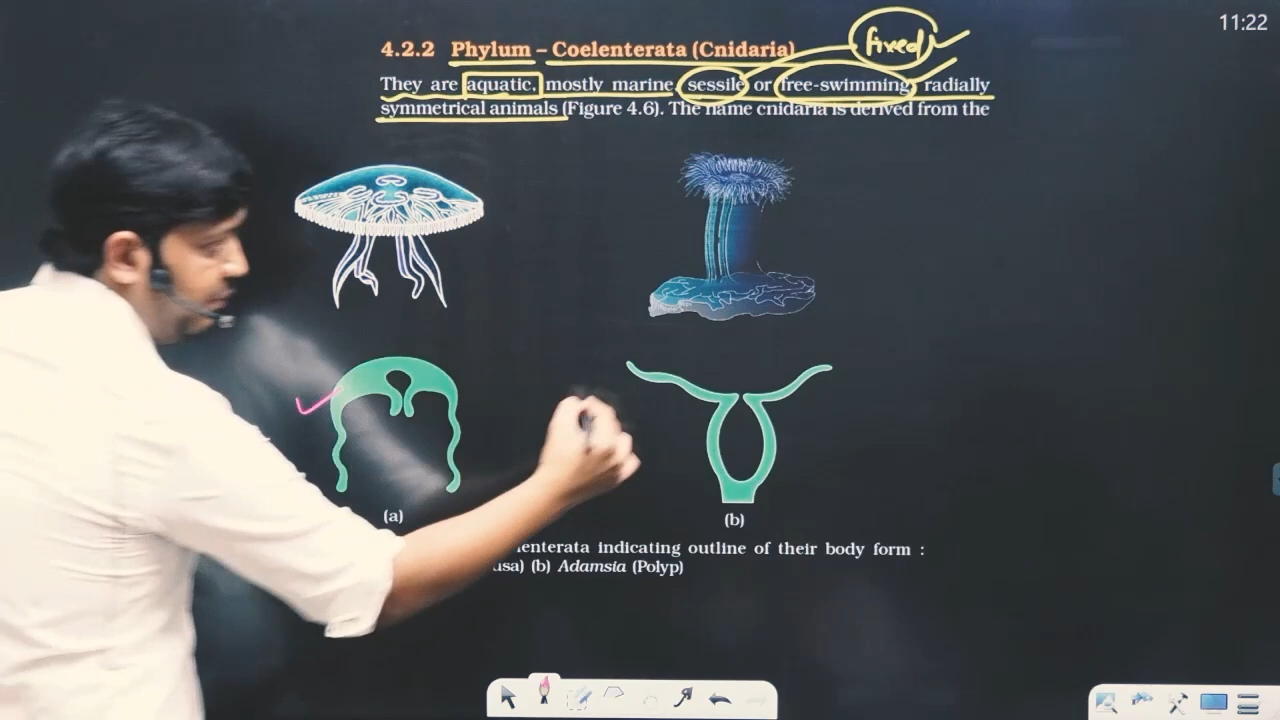 11:22
fixed
4.2.2 Phylum – Coelenterata (Cnidaria)
They are aquatic, mostly marine, sessile or free-swimming, radially
symmetrical animals (Figure 4.6). The name cnidaria is derived from the
(a)
(b)
indicating outline of their body form :
(b) Adamsia (Polyp)